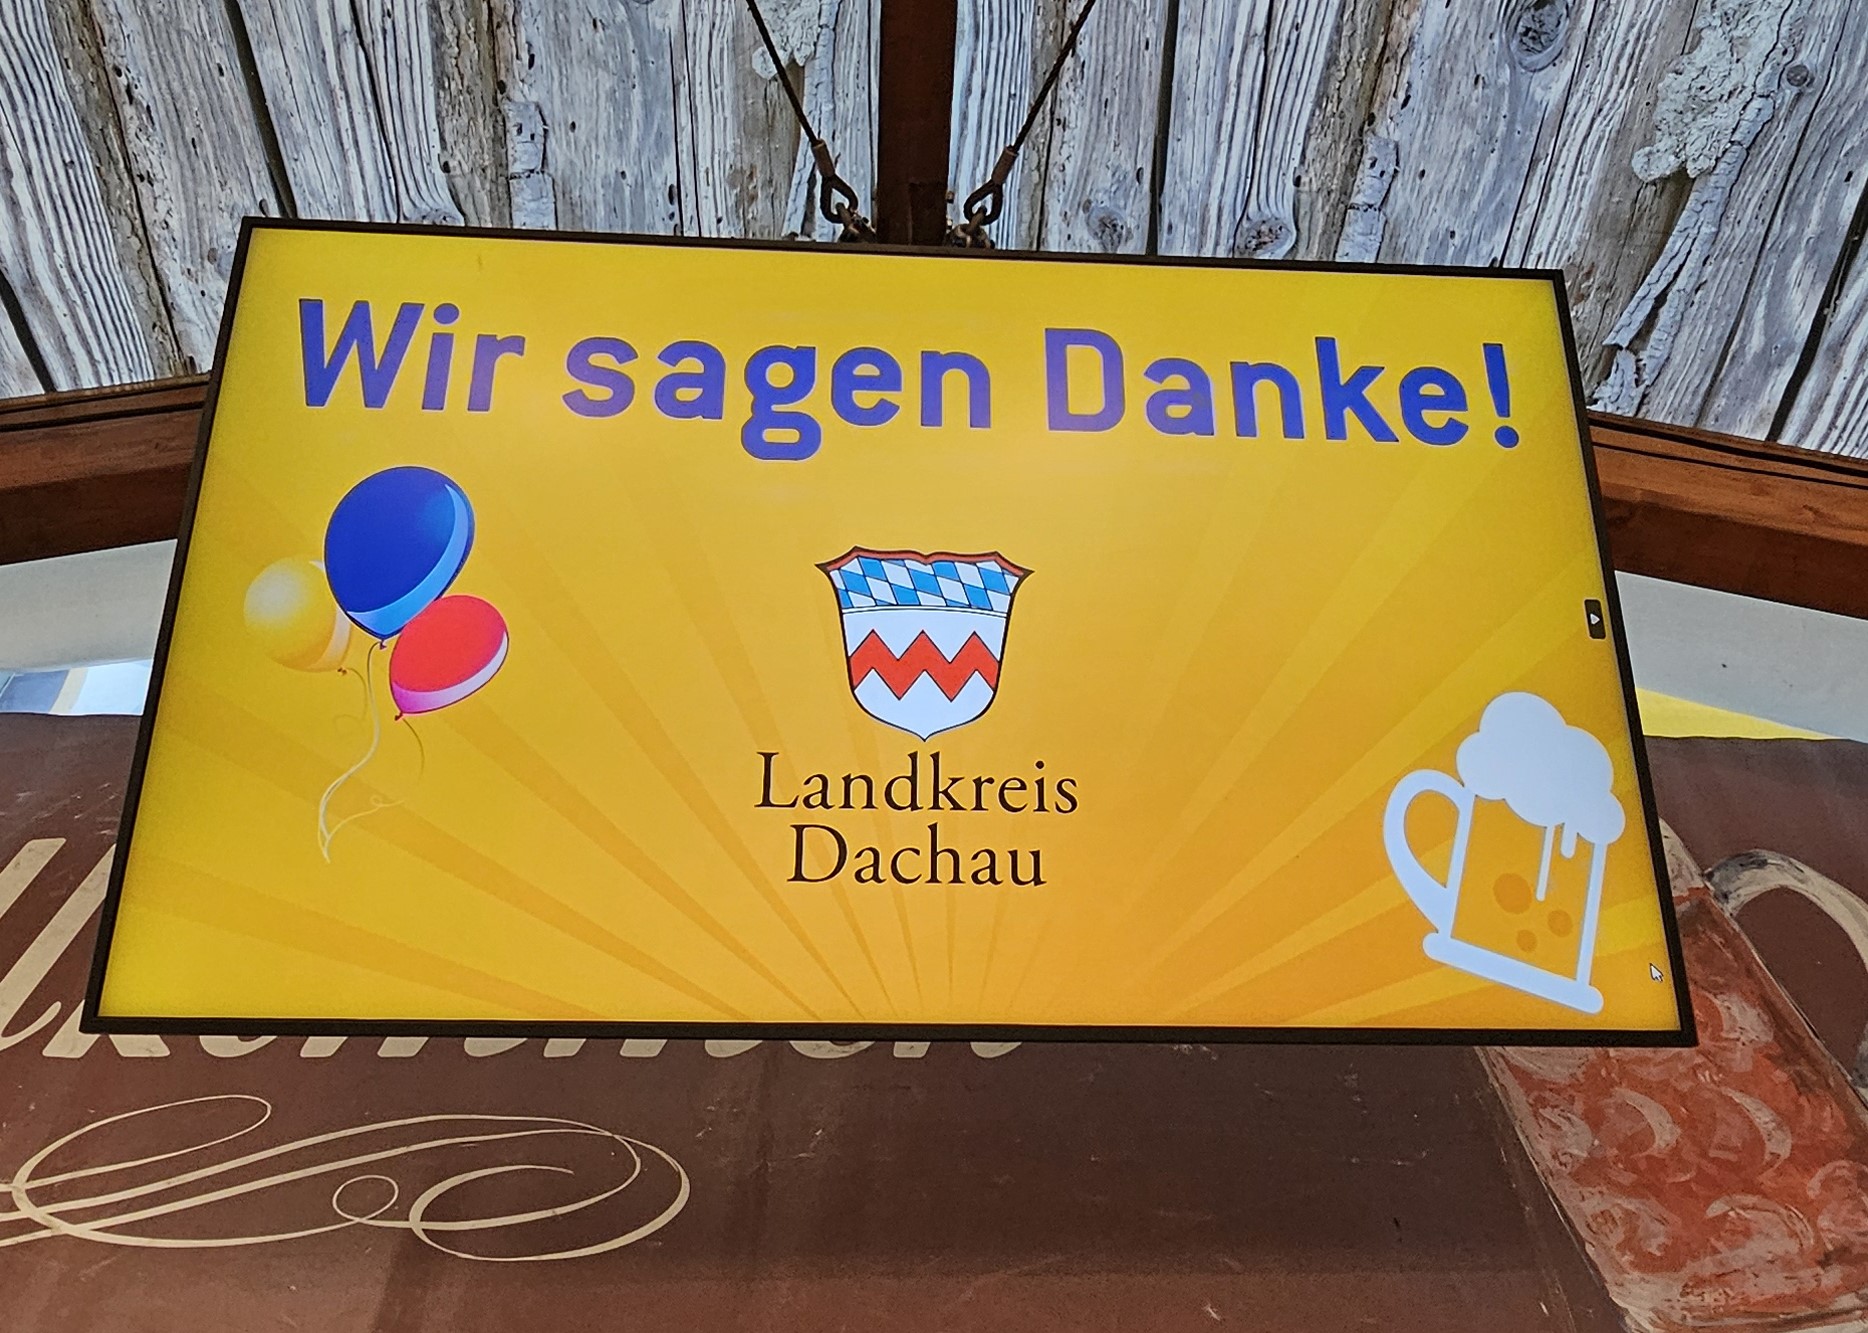 Wir sagen Danke!
Landkreis
Dachau